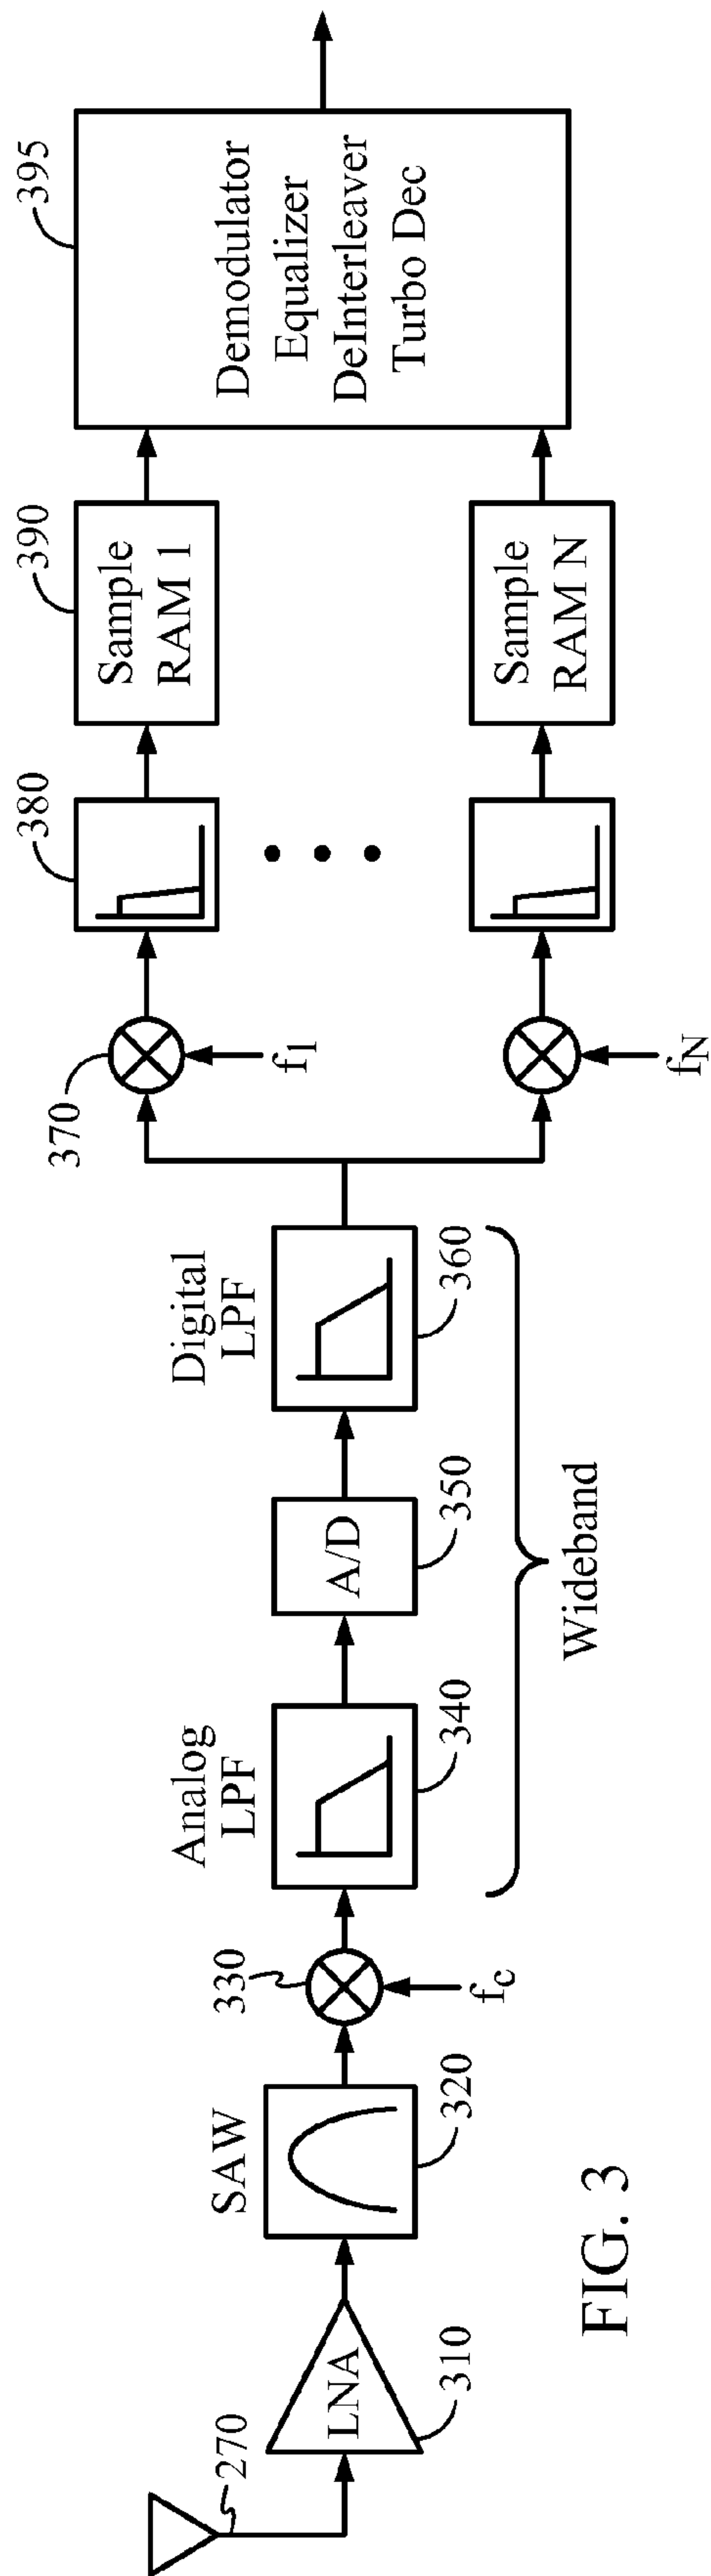 270
LNA
310
SAW
320
330
fc
Analog
LPF
340
A/D
350
Digital
LPF
360
Wideband
370
f1
fN
380
390
Sample
RAM 1
Sample
RAM N
395
Demodulator
Equalizer
DeInterleaver
Turbo Dec
FIG. 3